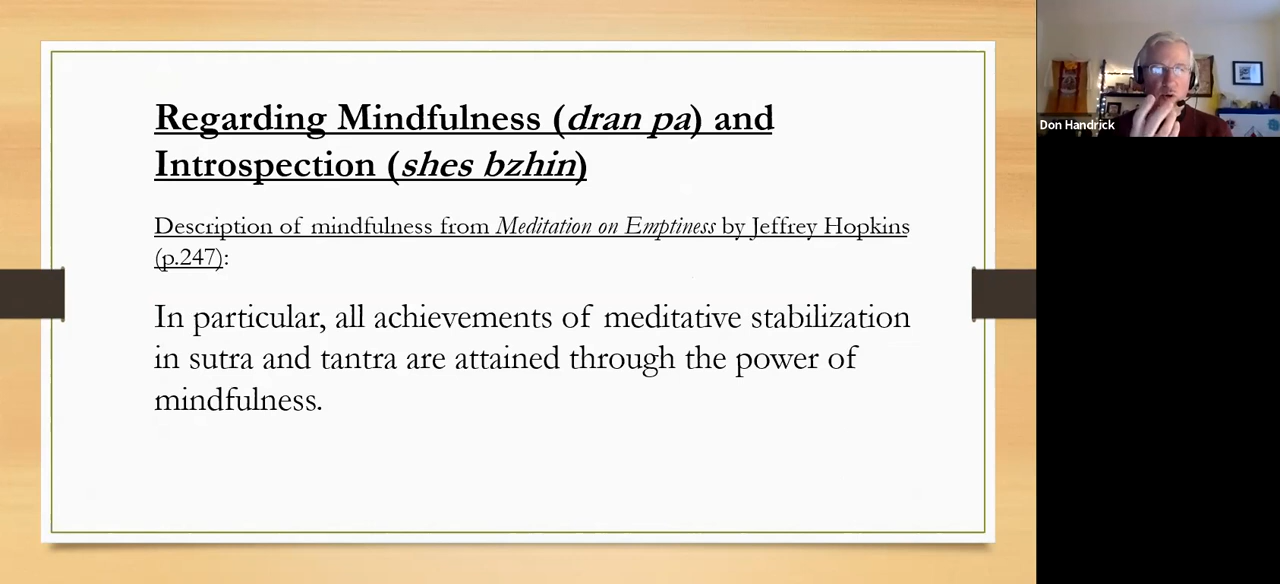 Regarding Mindfulness (dran pa) and
Introspection (shes bzhin)
Description of mindfulness from Meditation on Emptiness by Jeffrey Hopkins
(p.247):
In particular, all achievements of meditative stabilization
in sutra and tantra are attained through the power of
mindfulness.
Don Handrick